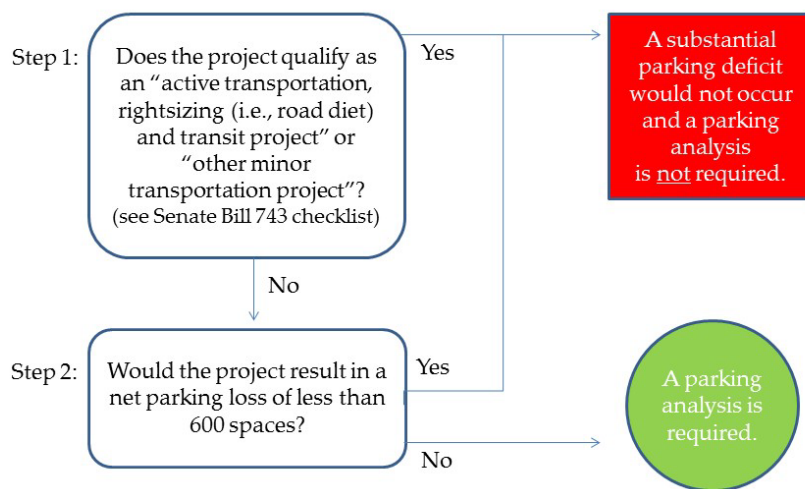 Step 1:
Does the project qualify as
an “active transportation,
rightsizing (i.e., road diet)
and transit project” or
“other minor
transportation project”?
(see Senate Bill 743 checklist)
Yes
A substantial
parking deficit
would not occur
and a parking
analysis
is not required.
No
Step 2:
Would the project result in a
net parking loss of less than
600 spaces?
Yes
No
A parking
analysis is
required.